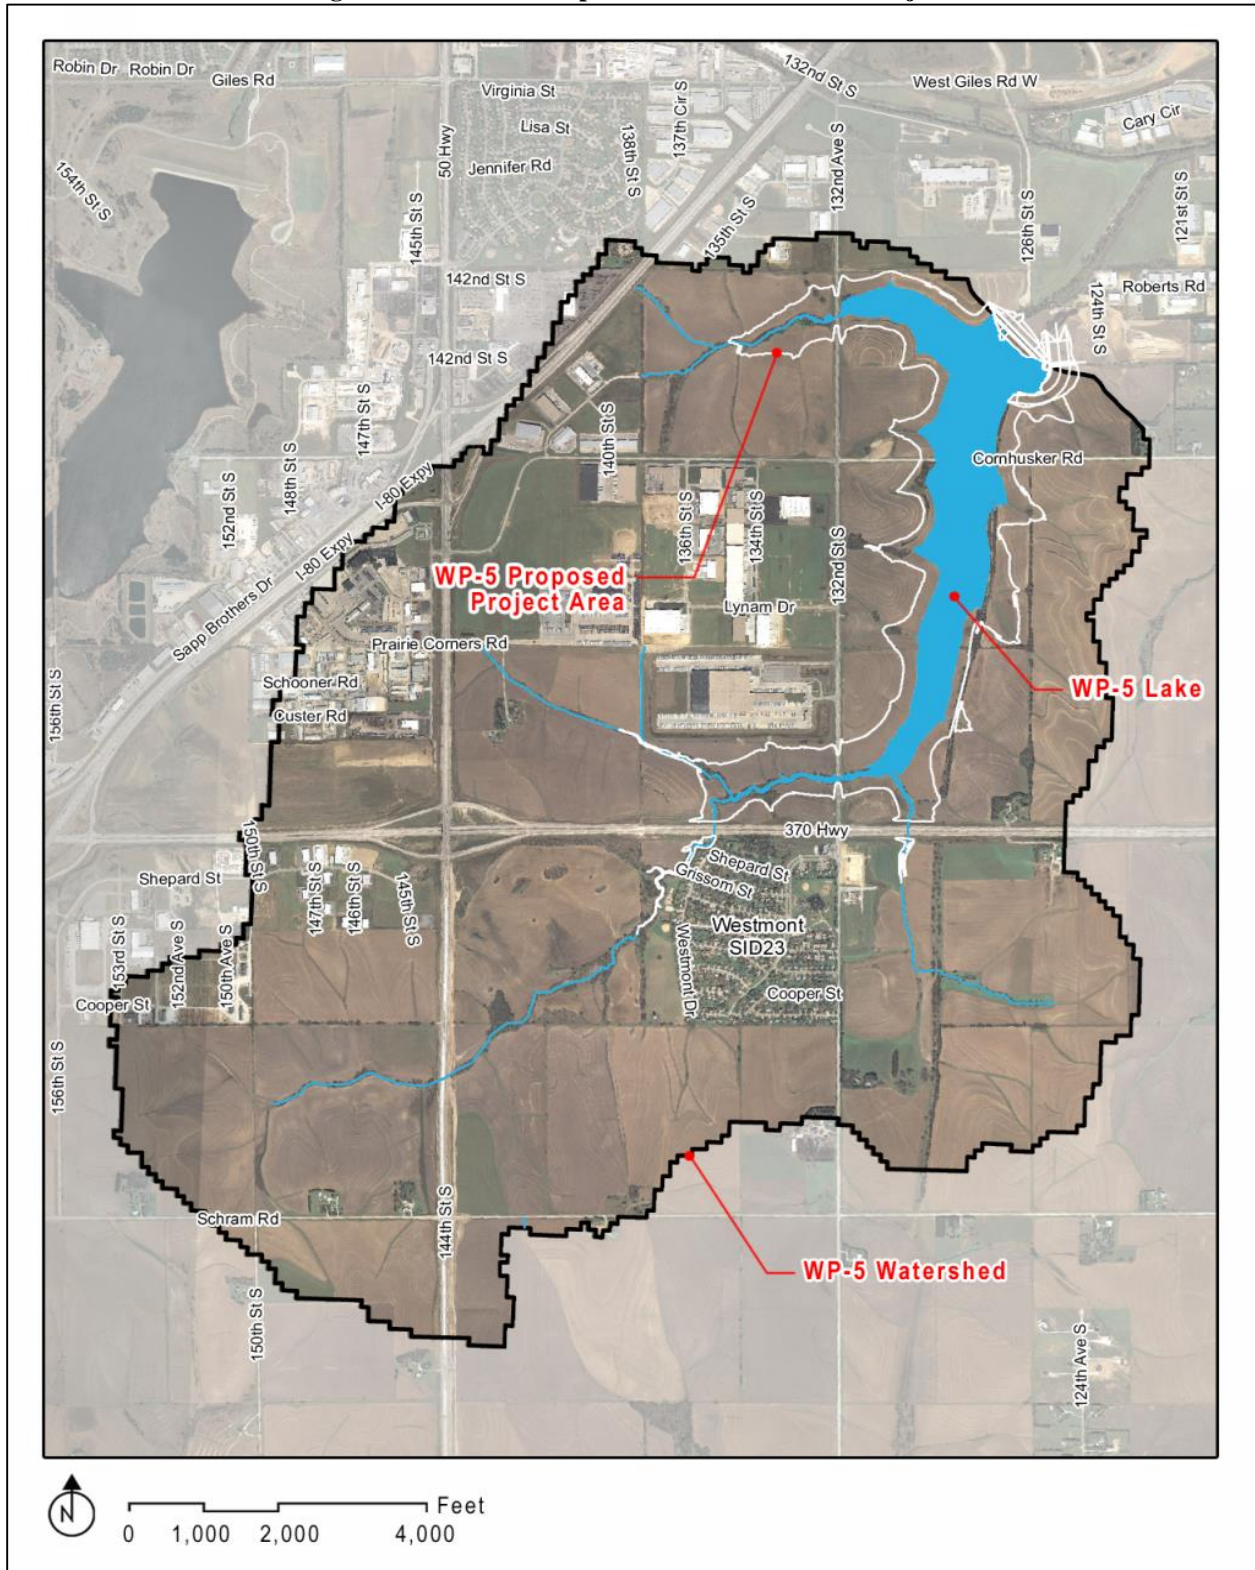 Robin Dr Robin Dr
Giles Rd
Virginia St
Lisa St
Jennifer Rd
50 Hwy
138th St S
137th Cir S
132nd St S
West Giles Rd W
Cary Cir
154th St S
145th St S
135th St S
132nd Ave S
126th St S
121st St S
142nd St S
Roberts Rd
124th St S
142nd St S
147th St S
148th St S
152nd St S
I-80 Expy
140th St S
Cornhusker Rd
136th St S
134th St S
132nd St S
I-80 Expy
Sapp Brothers Dr
WP-5 Proposed
Project Area
Lynam Dr
Prairie Corners Rd
156th St S
Schooner Rd
Custer Rd
WP-5 Lake
370 Hwy
150th St S
Shepard St
147th St S
146th St S
145th St S
Shepard St
Grissom St
Westmont
SID23
Westmont Dr
Cooper St
153rd St S
152nd Ave S
150th Ave S
Cooper St
156th St S
Schram Rd
144th St S
WP-5 Watershed
150th St S
124th Ave S
N
Feet
0 1,000 2,000 4,000